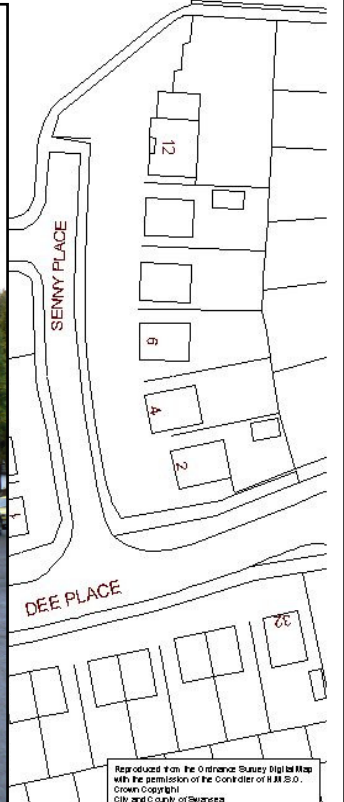 12
SENNY PLACE
6
4
2
1
DEE PLACE
32
Reproduced from the Ordnance Survey Digital Map
with the permission of the Controller of H.M.S.O.
Crown Copyright
City and County of Swansea